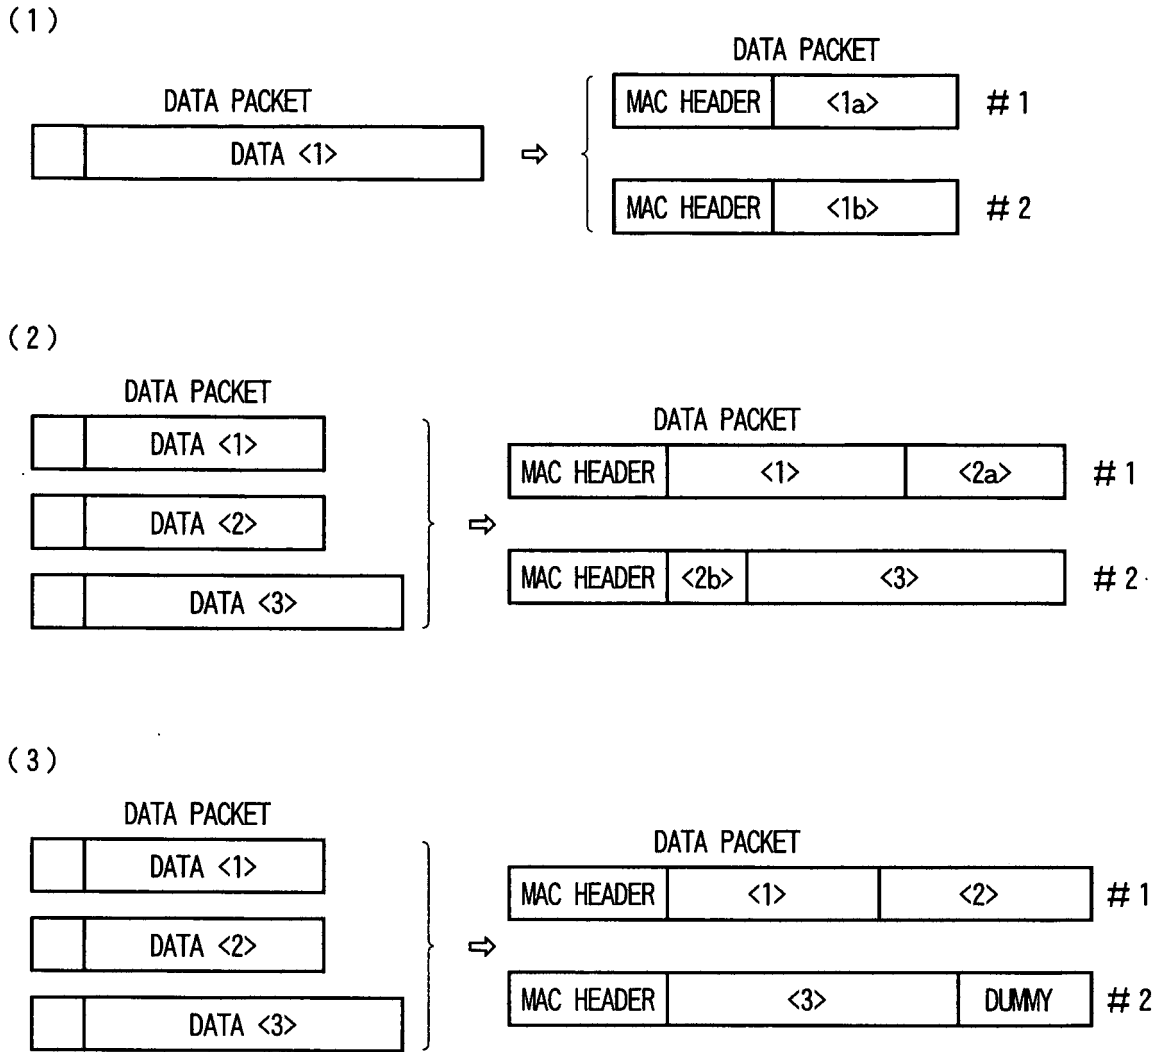 (1)
DATA PACKET
DATA <1>
⇨
DATA PACKET
MAC HEADER <1a> #1
MAC HEADER <1b> #2
(2)
DATA PACKET
DATA <1>
DATA <2>
DATA <3>
⇨
DATA PACKET
MAC HEADER <1> <2a> #1
MAC HEADER <2b> <3> #2
(3)
DATA PACKET
DATA <1>
DATA <2>
DATA <3>
⇨
DATA PACKET
MAC HEADER <1> <2> #1
MAC HEADER <3> DUMMY #2